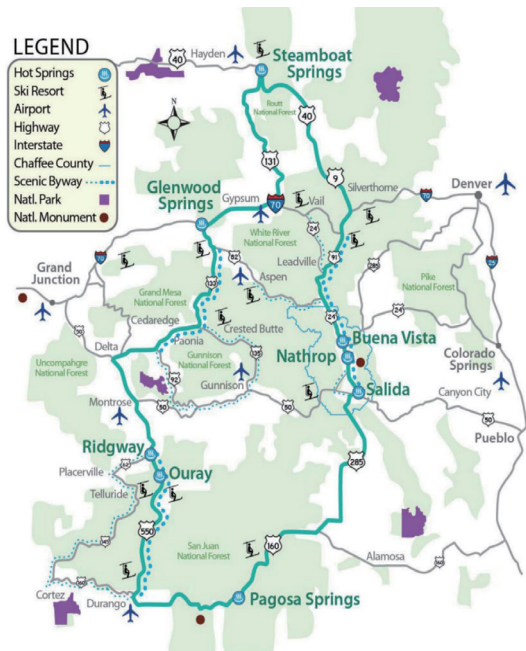 LEGEND
Hot Springs
Ski Resort
Airport
Highway
Interstate
Chaffee County
Scenic Byway
Natl. Park
Natl. Monument
N
40
Hayden
Steamboat
Springs
Routt
National Forest
40
131
9
Glenwood
Springs
Gypsum
70
Vail
Silverthorne
70
Denver
White River
National Forest
24
91
Leadville
285
25
Grand
Junction
70
82
Aspen
Pike
National Forest
Grand Mesa
National Forest
133
24
24
Cedaredge
Crested Butte
Buena Vista
Delta
Paonia
Nathrop
Colorado
Springs
Uncompahgre
National Forest
Gunnison
National Forest
135
92
Gunnison
Salida
Canyon City
Montrose
50
50
50
Pueblo
Ridgway
Placerville
62
Ouray
285
Telluride
550
145
San Juan
National Forest
160
Alamosa
160
Cortez
160
Durango
Pagosa Springs